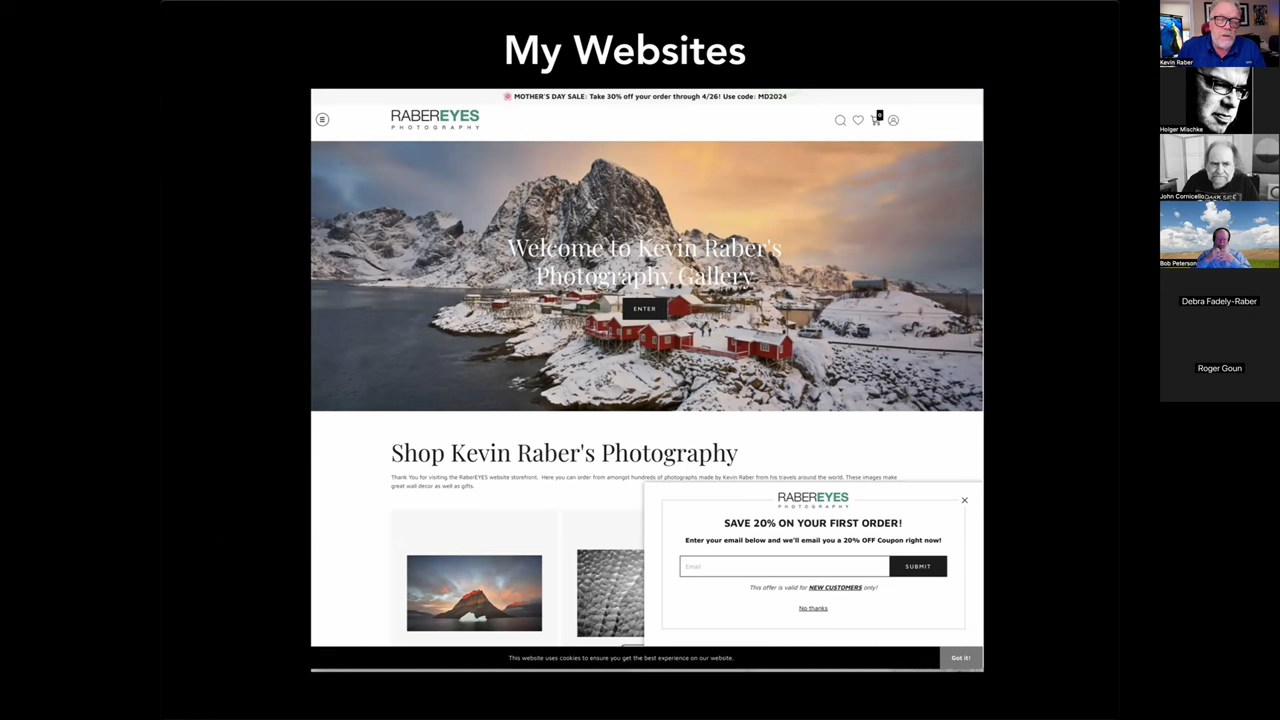 My Websites
MOTHER'S DAY SALE: Take 30% off your order through 4/26! Use code: MD2024
RABEREYES
PHOTOGRAPHY
0
Welcome to Kevin Raber's
Photography Gallery
ENTER
Shop Kevin Raber's Photography
Thank You for visiting the RaberEYES website storefront. Here you can order from amongst hundreds of photographs made by Kevin Raber from his travels around the world. These images
make great wall decor as well as gifts.
RABEREYES
PHOTOGRAPHY
SAVE 20% ON YOUR FIRST ORDER!
Enter your email below and we'll email you a 20% OFF Coupon right now!
Email
SUBMIT
This offer is valid for NEW CUSTOMERS only!
No thanks
This website uses cookies to ensure you get the best experience on our website.
Got it!
Kevin Raber
Holger Mischke
John Cornicello
Bob Peterson
Debra Fadely-Raber
Roger Goun